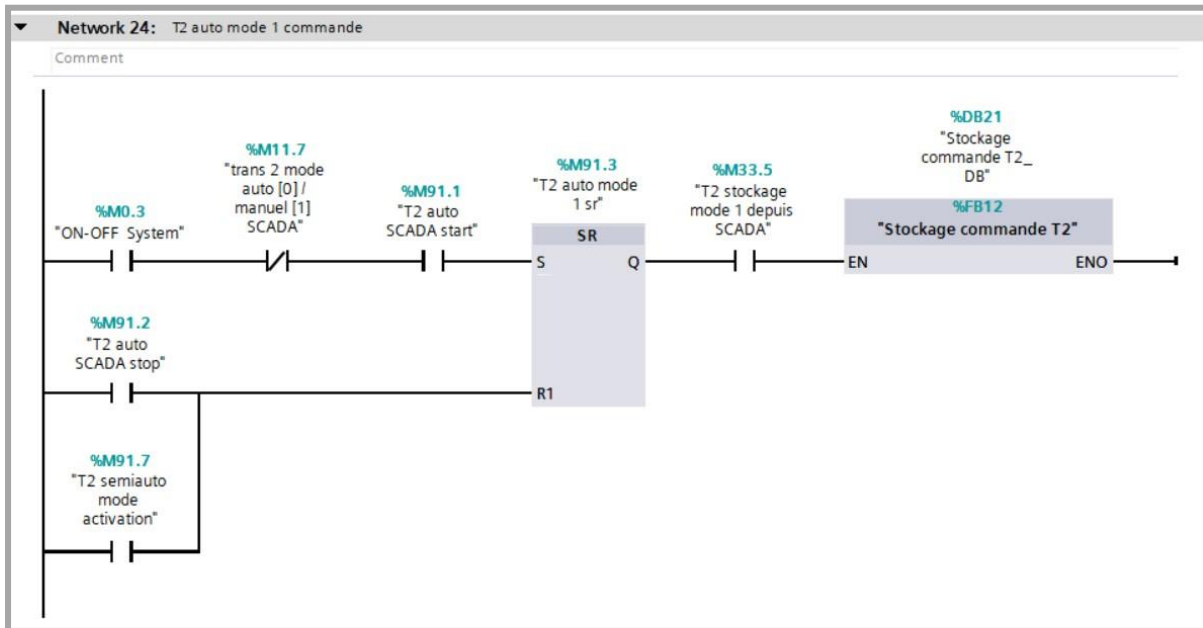 Network 24: T2 auto mode 1 commande
Comment
%DB21
"Stockage
commande T2_
DB"
%M11.7
"trans 2 mode
auto [0] /
manuel [1]
SCADA"
%M91.3
"T2 auto mode
1 sr"
%M33.5
"T2 stockage
mode 1 depuis
SCADA"
%M91.1
"T2 auto
SCADA start"
%M0.3
"ON-OFF System"
%FB12
"Stockage commande T2"
SR
S
Q
EN
ENO
%M91.2
"T2 auto
SCADA stop"
R1
%M91.7
"T2 semiauto
mode
activation"